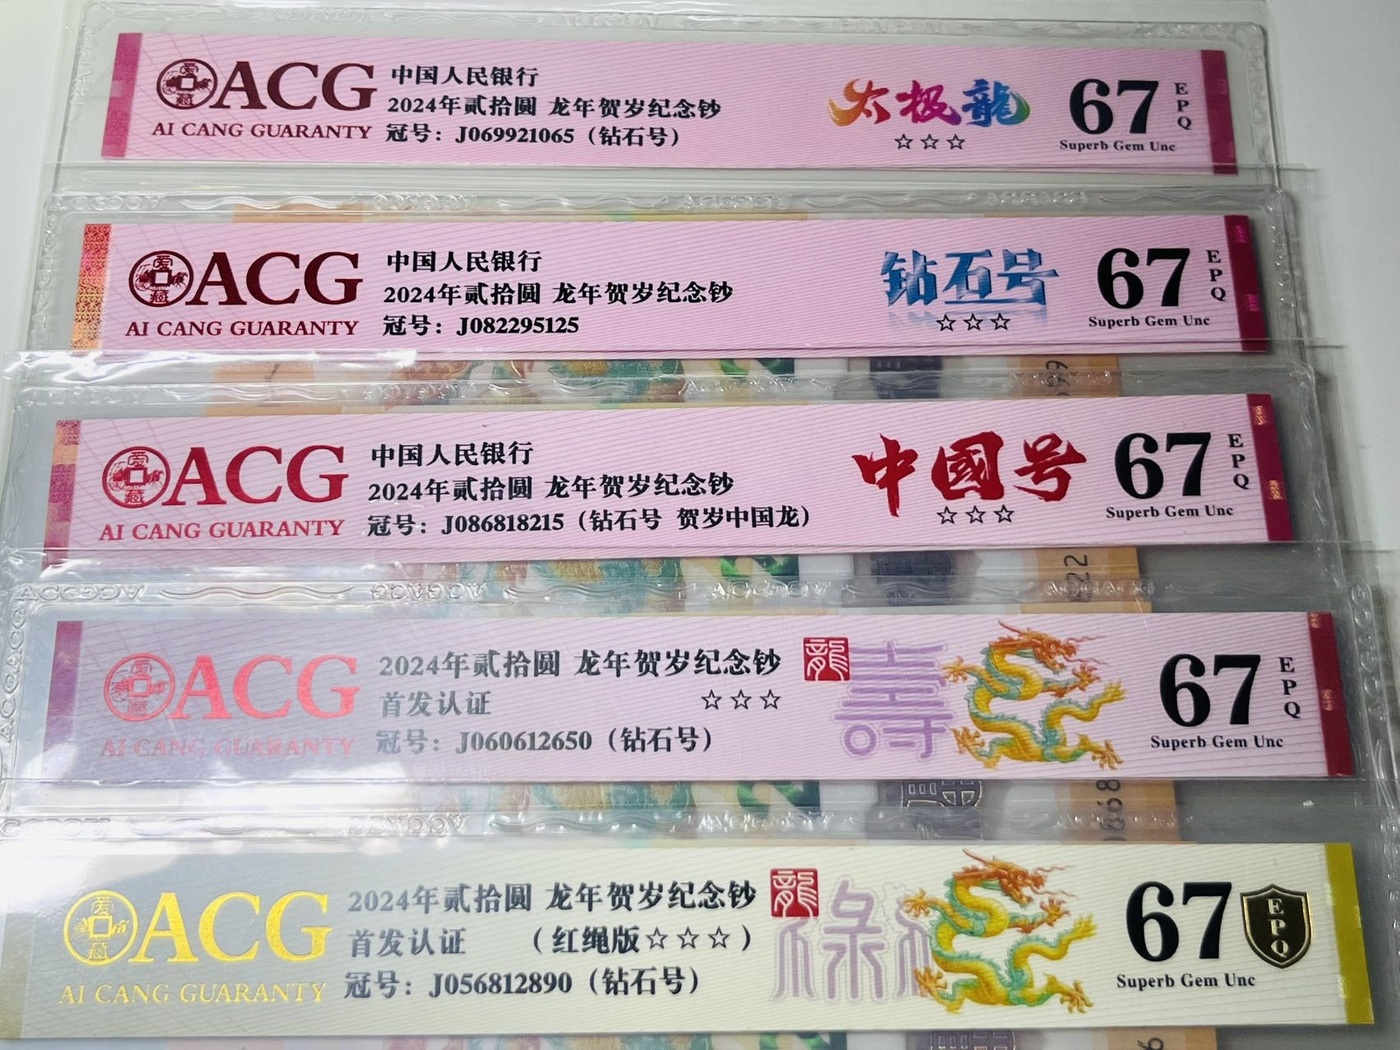 ACG
AI CANG GUARANTY
中国人民银行
2024年贰拾圆 龙年贺岁纪念钞
冠号：J069921065（钻石号）
太极龍
☆☆☆
67
EPQ
Superb Gem Unc
ACG
AI CANG GUARANTY
中国人民银行
2024年贰拾圆 龙年贺岁纪念钞
冠号：J082295125
钻石号
☆☆☆
67
EPQ
Superb Gem Unc
ACG
AI CANG GUARANTY
中国人民银行
2024年贰拾圆 龙年贺岁纪念钞
冠号：J086818215（钻石号 贺岁中国龙）
中國号
☆☆☆
67
EPQ
Superb Gem Unc
ACG
AI CANG GUARANTY
2024年贰拾圆 龙年贺岁纪念钞
首发认证 ☆☆☆
冠号：J060612650（钻石号）
龍
壽
67
EPQ
Superb Gem Unc
ACG
AI CANG GUARANTY
2024年贰拾圆 龙年贺岁纪念钞
首发认证 （红绳版☆☆☆）
冠号：J056812890（钻石号）
龍
67
EPQ
Superb Gem Unc